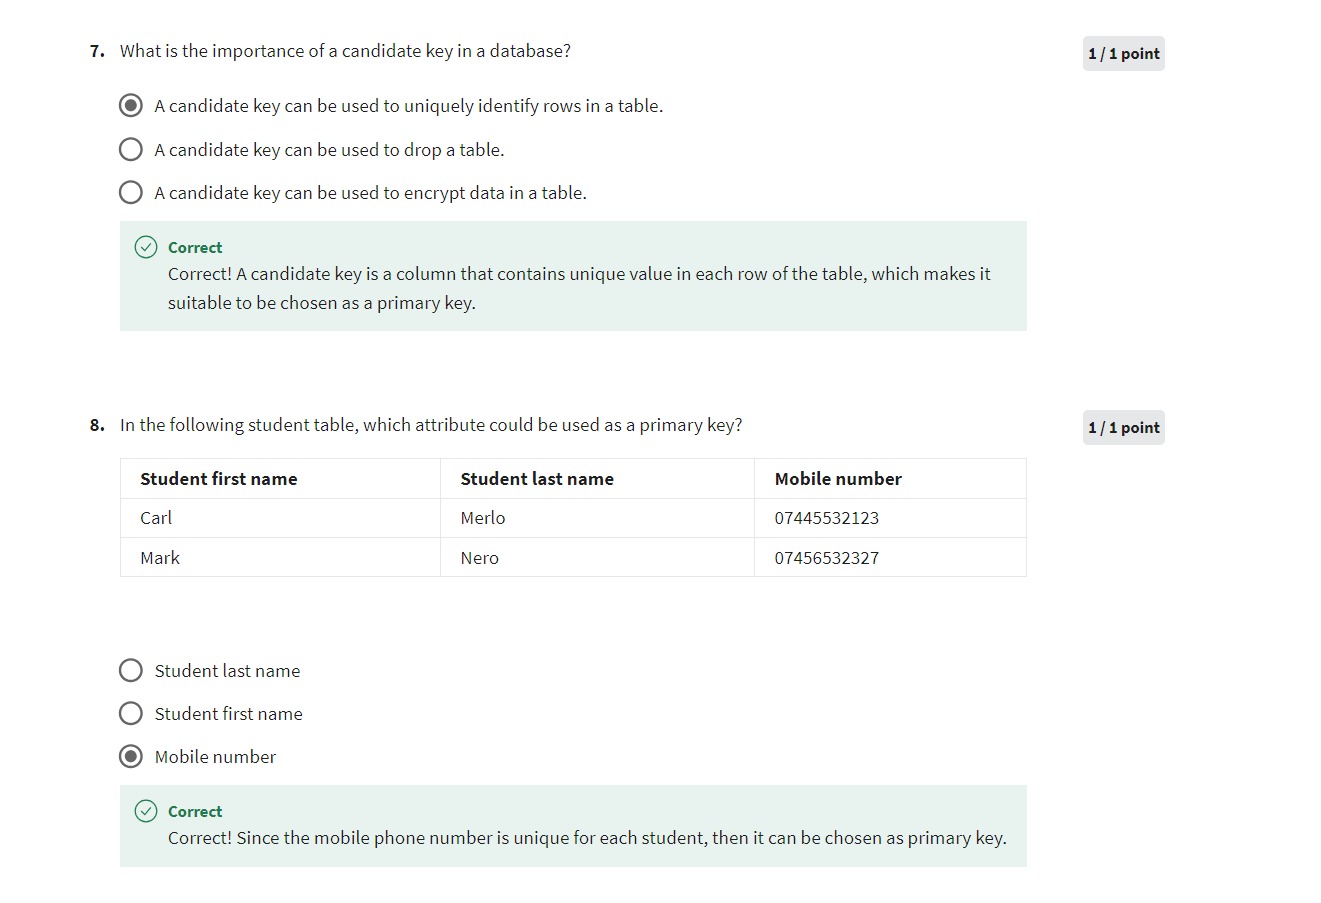 7. What is the importance of a candidate key in a database?
1 / 1 point
A candidate key can be used to uniquely identify rows in a table.
A candidate key can be used to drop a table.
A candidate key can be used to encrypt data in a table.
Correct
Correct! A candidate key is a column that contains unique value in each row of the table, which makes it
suitable to be chosen as a primary key.
8. In the following student table, which attribute could be used as a primary key?
1 / 1 point
Student first name Student last name Mobile number
Carl Merlo 07445532123
Mark Nero 07456532327
Student last name
Student first name
Mobile number
Correct
Correct! Since the mobile phone number is unique for each student, then it can be chosen as primary key.